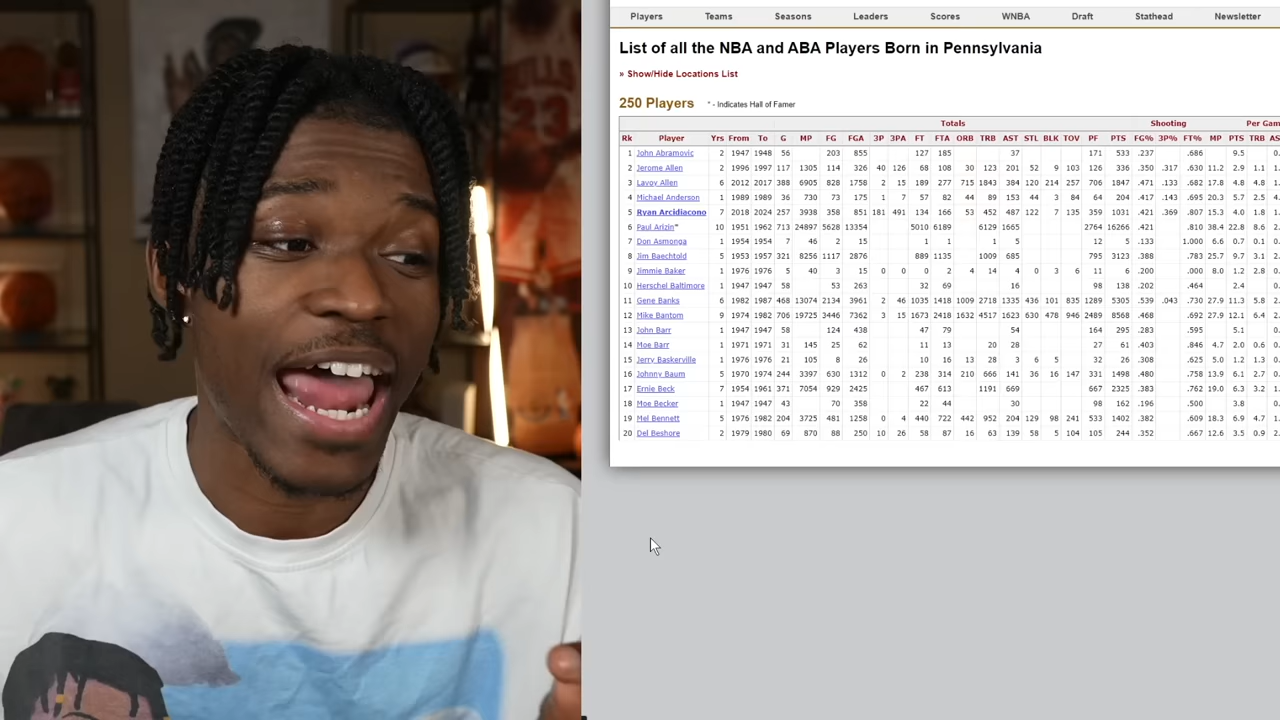 Players Teams Seasons Leaders Scores WNBA Draft Stathead Newsletter
List of all the NBA and ABA Players Born in Pennsylvania
» Show/Hide Locations List
250 Players * - Indicates Hall of Famer
Totals Shooting Per Gam
Rk Player Yrs From To G MP FG FGA 3P 3PA FT FTA ORB TRB AST STL BLK TOV PF PTS FG% 3P% FT% MP PTS TRB AS
1 John Abramovic 2 1947 1948 56 203 855 127 185 37 171 533 .237 .686 9.5 0.
2 Jerome Allen 2 1996 1997 117 1305 114 326 40 126 68 108 30 123 201 52 9 103 126 336 .350 .317 .630 11.2 2.9 1.1 1.
3 Lavoy Allen 6 2012 2017 388 6905 828 1758 2 15 189 277 715 1843 384 120 214 257 706 1847 .471 .133 .682 17.8 4.8 4.8 1.
4 Michael Anderson 1 1989 1989 36 730 73 175 1 7 57 82 44 89 153 44 3 84 64 204 .417 .143 .695 20.3 5.7 2.5 4.
5 Ryan Arcidiacono 7 2018 2024 257 3938 358 851 181 491 134 166 53 452 487 122 7 135 359 1031 .421 .369 .807 15.3 4.0 1.8 1.
6 Paul Arizin* 10 1951 1962 713 24897 5628 13354 5010 6189 6129 1665 2764 16266 .421 .810 38.4 22.8 8.6 2.
7 Don Asmonga 1 1954 1954 7 46 2 15 1 1 1 5 12 5 .133 1.000 6.6 0.7 0.1 0.
8 Jim Baechtold 5 1953 1957 321 8256 1117 2876 889 1135 1009 685 795 3123 .388 .783 25.7 9.7 3.1 2.
9 Jimmie Baker 1 1976 1976 5 40 3 15 0 0 2 4 14 4 0 3 6 11 6 .200 .000 8.0 1.2 2.8 0.
10 Herschel Baltimore 1 1947 1947 58 53 263 32 69 16 98 138 .202 .464 2.4 0.
11 Gene Banks 6 1982 1987 468 13074 2134 3961 2 46 1035 1418 1009 2718 1335 436 101 835 1289 5305 .539 .043 .730 27.9 11.3 5.8 2.
12 Mike Bantom 9 1974 1982 706 19725 3446 7362 3 15 1673 2418 1632 4517 1623 630 478 946 2489 8568 .468 .692 27.9 12.1 6.4 2.
13 John Barr 1 1947 1947 58 124 438 47 79 54 164 295 .283 .595 5.1 0.
14 Moe Barr 1 1971 1971 31 145 25 62 11 13 20 28 27 61 .403 .846 4.7 2.0 0.6 0.
15 Jerry Baskerville 1 1976 1976 21 105 8 26 10 16 13 28 3 6 5 32 26 .308 .625 5.0 1.2 1.3 0.
16 Johnny Baum 5 1970 1974 244 3397 630 1312 0 2 238 314 210 666 141 36 16 147 321 1498 .480 .758 13.9 6.1 2.7 0.
17 Ernie Beck 7 1954 1961 371 7054 929 2425 467 613 1191 669 667 2325 .383 .762 19.0 6.3 3.2 1.
18 Moe Becker 1 1947 1947 43 70 358 22 44 30 98 162 .196 .500 3.8 0.
19 Mel Bennett 5 1976 1982 204 3725 481 1258 0 4 440 722 442 952 204 129 98 241 523 1402 .382 .609 18.3 6.9 4.7 1.
20 Del Beshore 2 1979 1980 69 870 88 250 10 26 58 87 16 63 139 58 5 104 105 244 .352 .667 12.6 3.5 0.9 2.